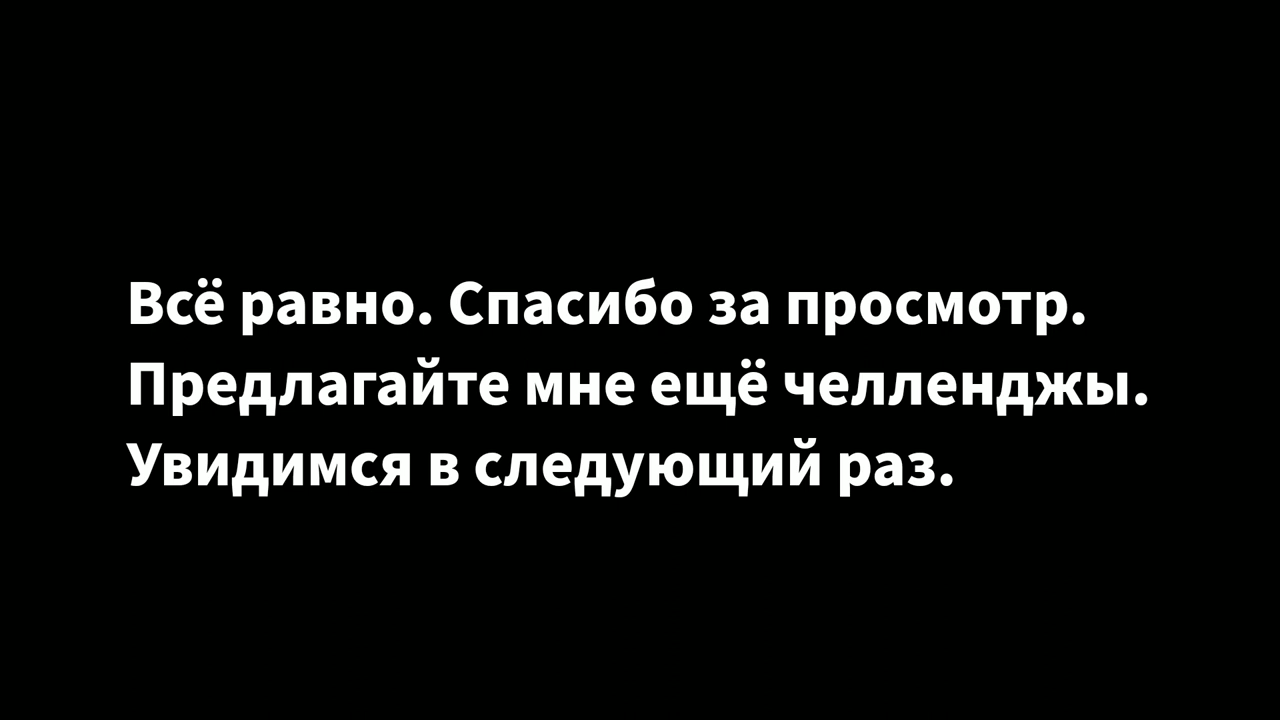 Всё равно. Спасибо за просмотр.
Предлагайте мне ещё челленджы.
Увидимся в следующий раз.